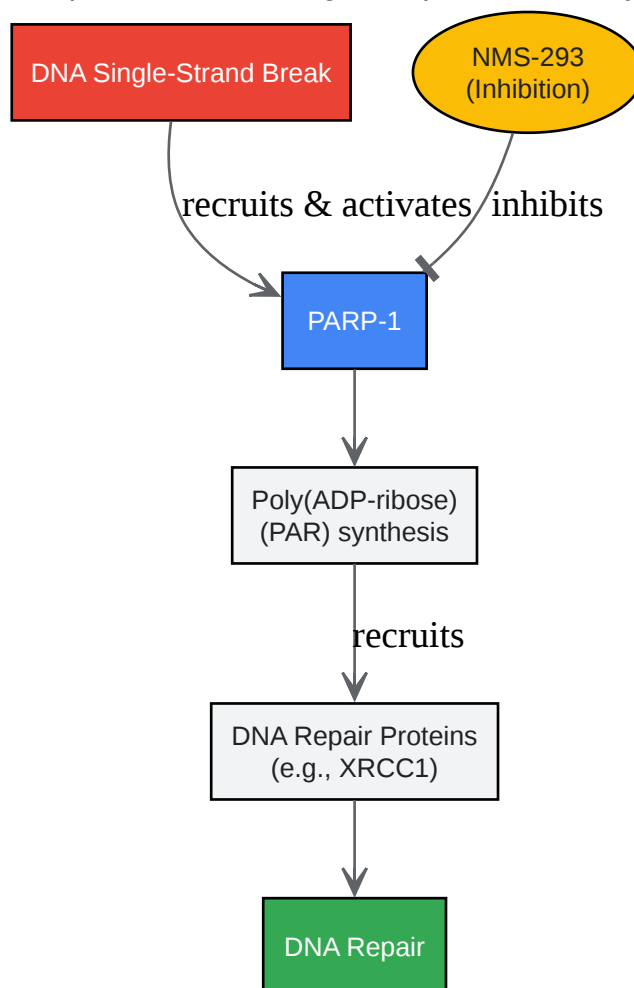 DNA Single-Strand Break
NMS-293
(Inhibition)
recruits & activates
inhibits
PARP-1
Poly(ADP-ribose)
(PAR) synthesis
recruits
DNA Repair Proteins
(e.g., XRCC1)
DNA Repair